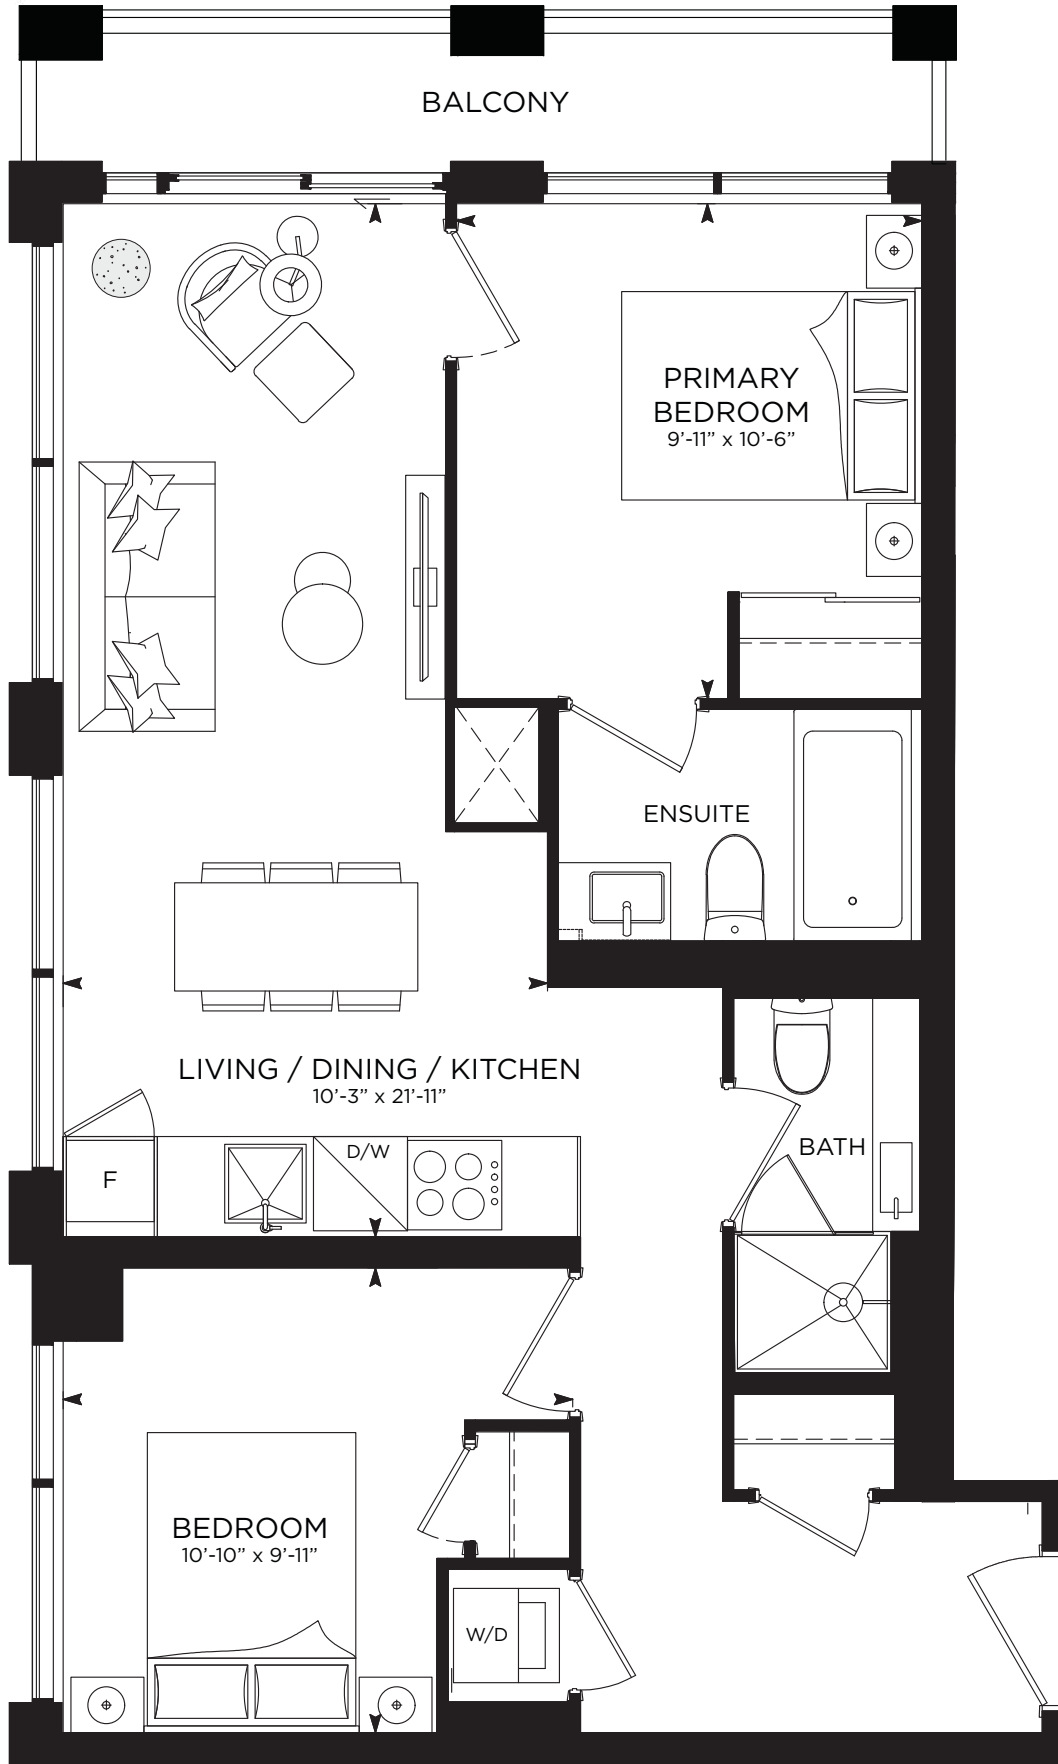 BALCONY
PRIMARY
BEDROOM
9’-11” x 10’-6”
ENSUITE
LIVING / DINING / KITCHEN
10’-3” x 21’-11”
BATH
D/W
F
BEDROOM
10’-10” x 9’-11”
W/D